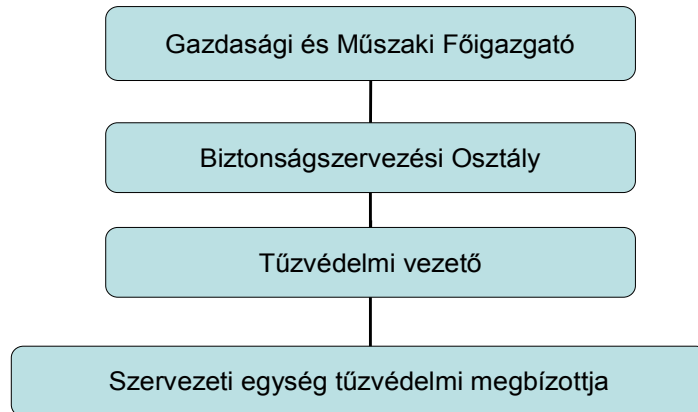 Gazdasági és Műszaki Főigazgató
Biztonságszervezési Osztály
Tűzvédelmi vezető
Szervezeti egység tűzvédelmi megbízottja